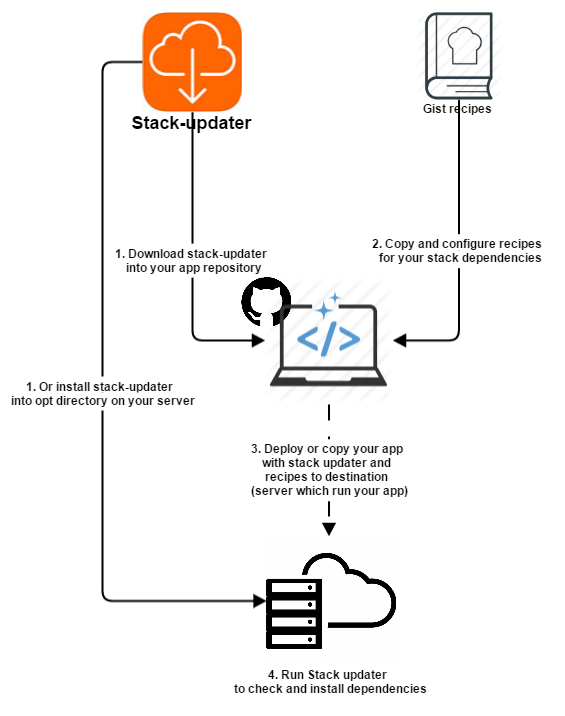 Stack-updater
Gist recipes
1. Download stack-updater
into your app repository
2. Copy and configure recipes
for your stack dependencies
</>
1. Or install stack-updater
into opt directory on your server
3. Deploy or copy your app
with stack updater and
recipes to destination
(server which run your app)
4. Run Stack updater
to check and install dependencies